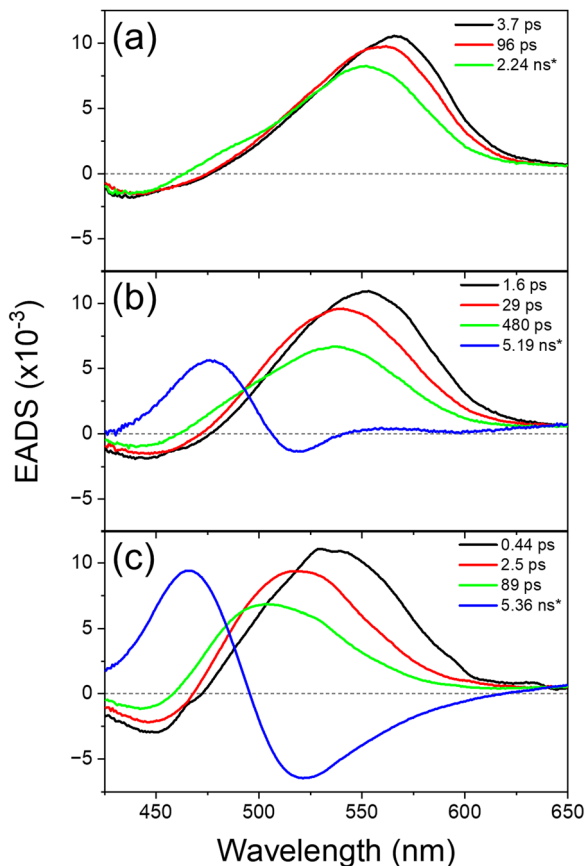 (a)
3.7 ps
96 ps
2.24 ns*
10
5
0
−5
(b)
1.6 ps
29 ps
480 ps
5.19 ns*
10
5
0
−5
EADS (x10⁻³)
(c)
0.44 ps
2.5 ps
89 ps
5.36 ns*
10
5
0
−5
450 500 550 600 650
Wavelength (nm)